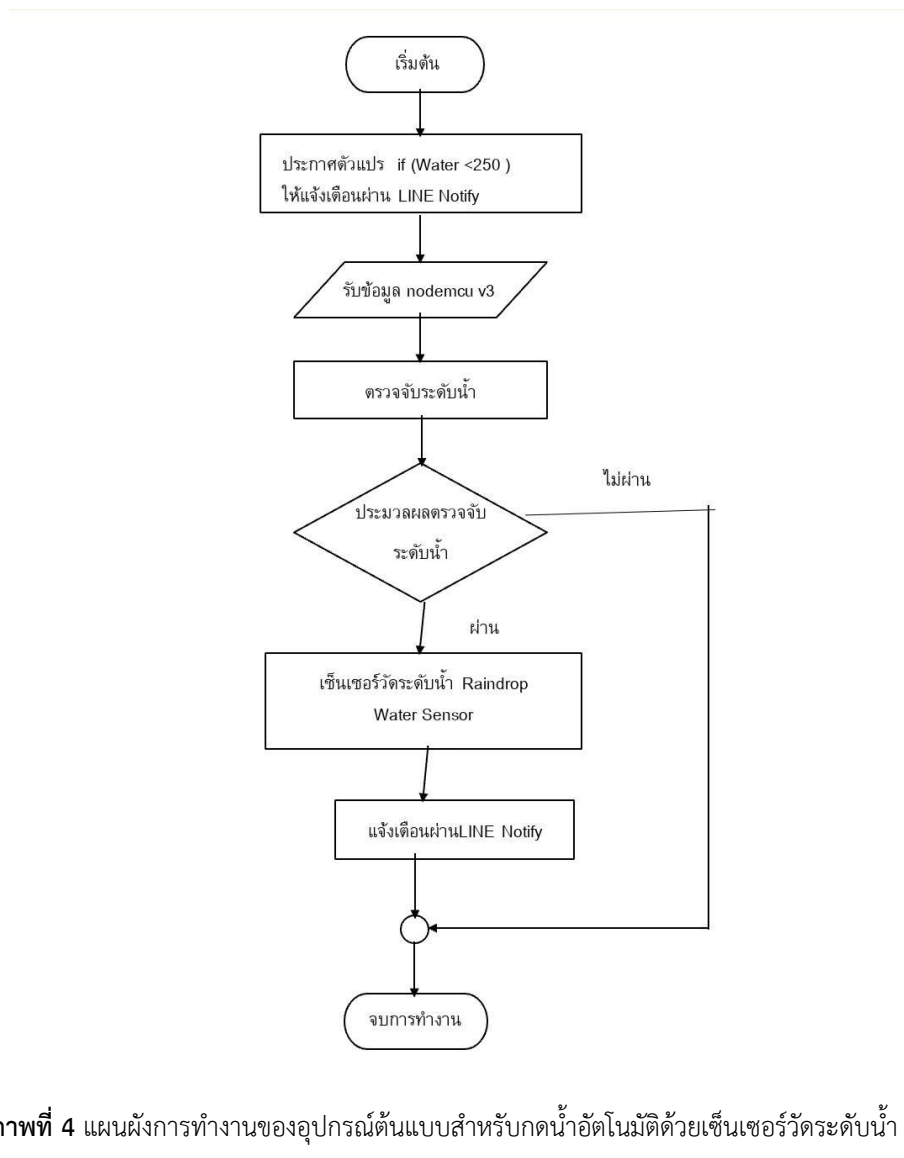 เริ่มต้น
ประกาศตัวแปร if (Water <250 )
ให้แจ้งเตือนผ่าน LINE Notify
รับข้อมูล nodemcu v3
ตรวจจับระดับน้ำ
ไม่ผ่าน
ประมวลผลตรวจจับ
ระดับน้ำ
ผ่าน
เซ็นเซอร์วัดระดับน้ำ Raindrop
Water Sensor
แจ้งเตือนผ่านLINE Notify
จบการทำงาน
าพที่ 4 แผนผังการทำงานของอุปกรณ์ต้นแบบสำหรับกดน้ำอัตโนมัติด้วยเซ็นเซอร์วัดระดับน้ำ